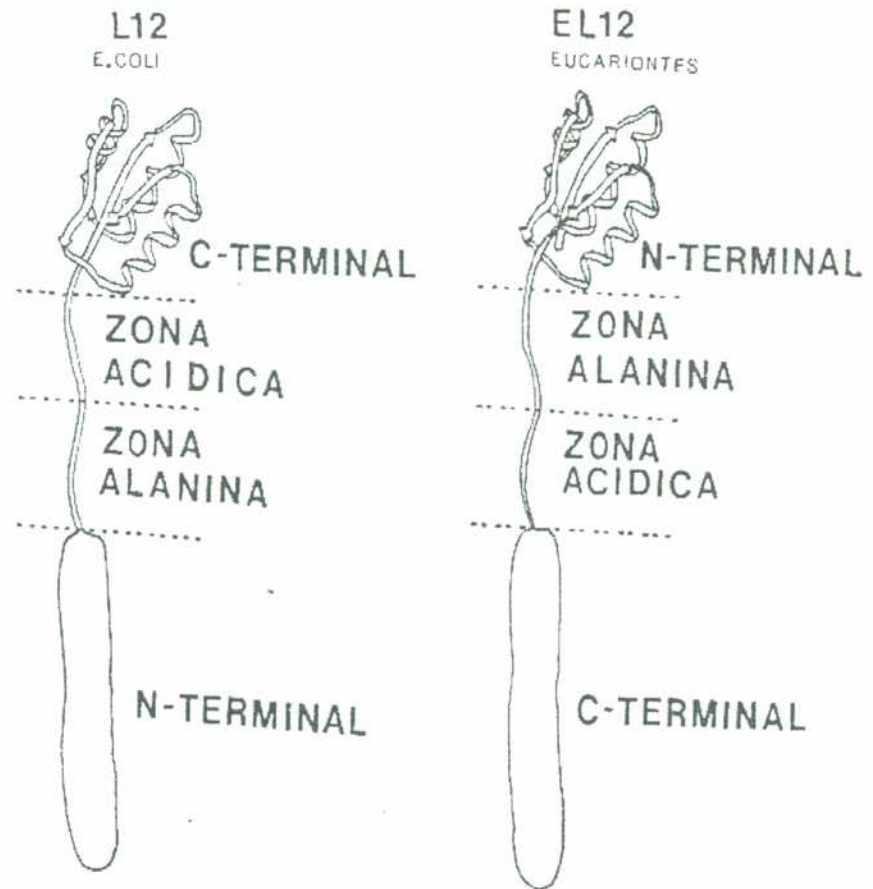 L12
E.COLI
C-TERMINAL
ZONA
ACIDICA
ZONA
ALANINA
N-TERMINAL
EL12
EUCARIONTES
N-TERMINAL
ZONA
ALANINA
ZONA
ACIDICA
C-TERMINAL